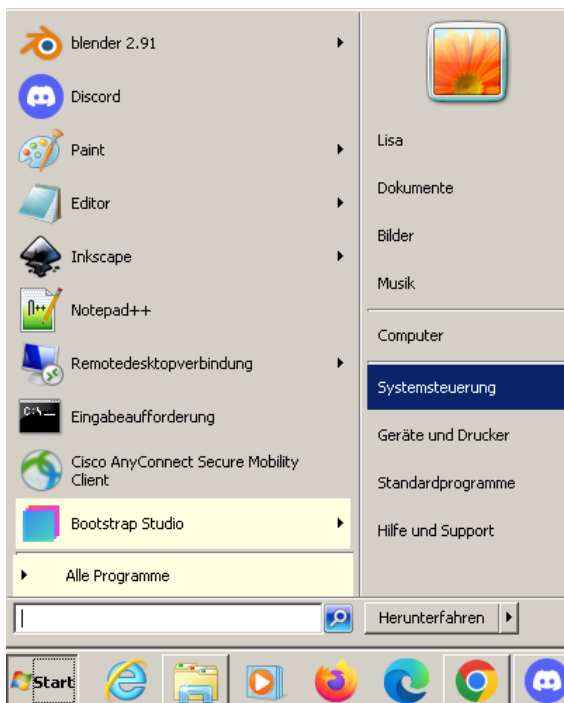 blender 2.91
Discord
Paint
Editor
Inkscape
Notepad++
Remotedesktopverbindung
C:\
Eingabeaufforderung
Cisco AnyConnect Secure Mobility
Client
Bootstrap Studio
Alle Programme
Lisa
Dokumente
Bilder
Musik
Computer
Systemsteuerung
Geräte und Drucker
Standardprogramme
Hilfe und Support
Herunterfahren
Start